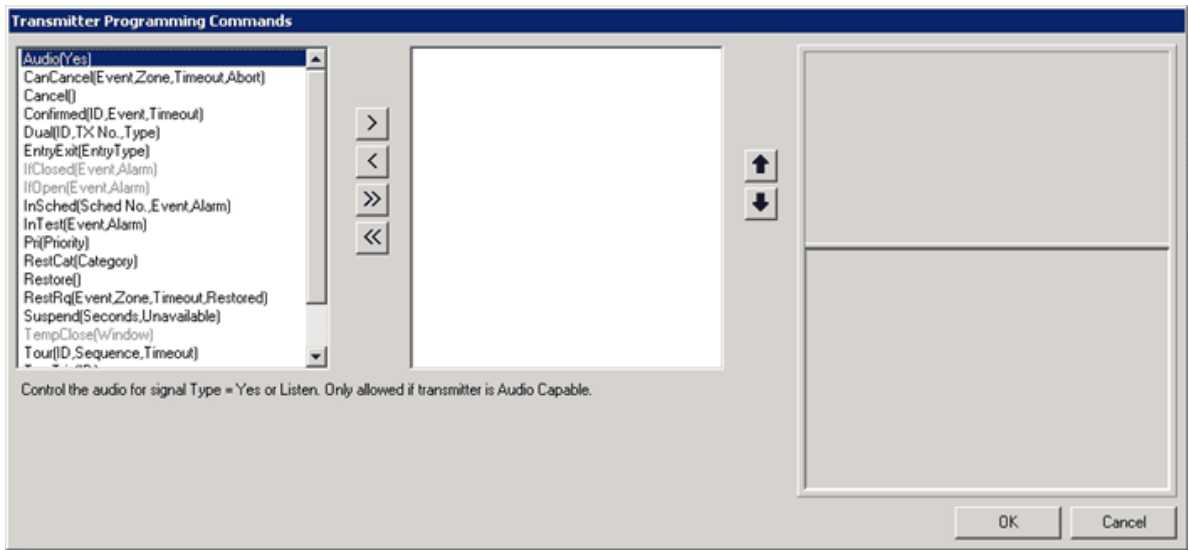 Transmitter Programming Commands
Audio(Yes)
CanCancel(Event,Zone,Timeout,Abort)
Cancel()
Confirmed(ID,Event,Timeout)
Dual(ID,TX No.,Type)
EntryExit(EntryType)
IfClosed(Event,Alarm)
IfOpen(Event,Alarm)
InSched(Sched No.,Event,Alarm)
InTest(Event,Alarm)
Pri(Priority)
RestCat(Category)
Restore()
RestRq(Event,Zone,Timeout,Restored)
Suspend(Seconds,Unavailable)
TempClose(Window)
Tour(ID,Sequence,Timeout)
>
<
>>
<<
Control the audio for signal Type = Yes or Listen. Only allowed if transmitter is Audio Capable.
OK
Cancel